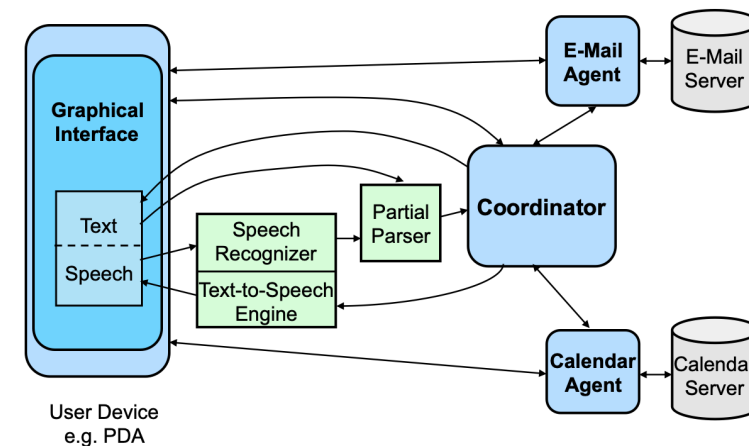 Graphical
Interface
Text
Speech
Speech
Recognizer
Text-to-Speech
Engine
Partial
Parser
Coordinator
E-Mail
Agent
E-Mail
Server
Calendar
Agent
Calenda
Server
User Device
e.g. PDA